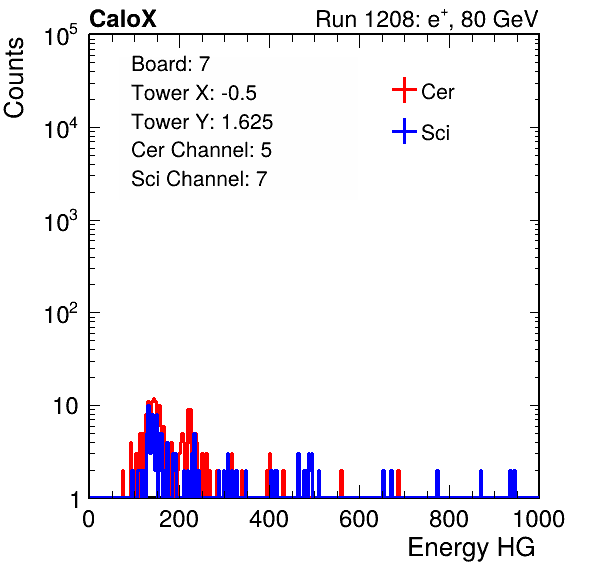 CaloX Run 1208: e⁺, 80 GeV
Counts
10⁵
10⁴
10³
10²
10
1
Board: 7
Tower X: -0.5
Tower Y: 1.625
Cer Channel: 5
Sci Channel: 7
Cer
Sci
0 200 400 600 800 1000
Energy HG